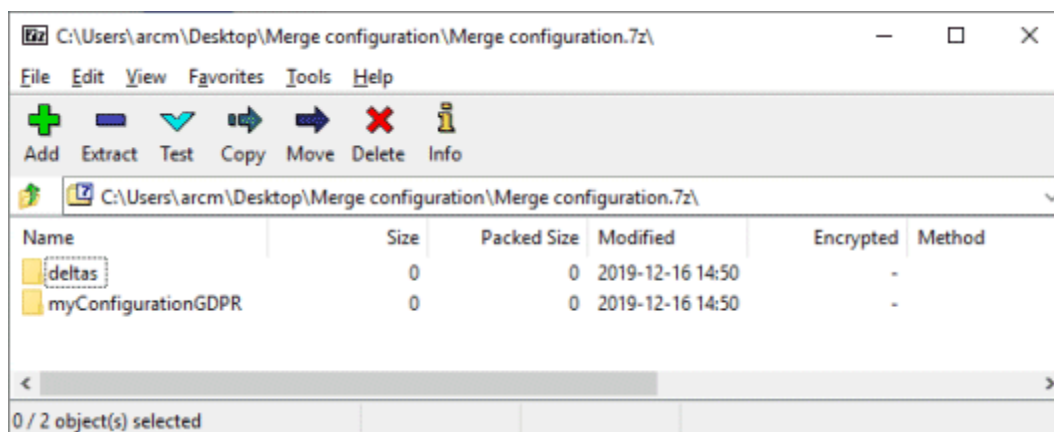 C:\Users\arcm\Desktop\Merge configuration\Merge configuration.7z\
File Edit View Favorites Tools Help
Add Extract Test Copy Move Delete Info
C:\Users\arcm\Desktop\Merge configuration\Merge configuration.7z\
Name Size Packed Size Modified Encrypted Method
deltas 0 0 2019-12-16 14:50 -
myConfigurationGDPR 0 0 2019-12-16 14:50 -
0 / 2 object(s) selected